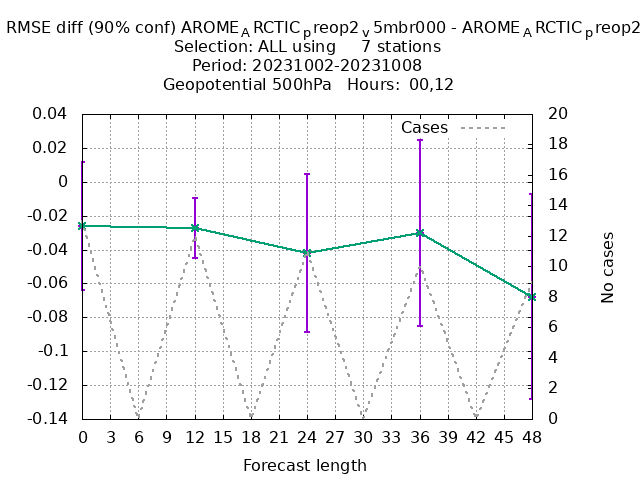 RMSE diff (90% conf) AROME_ARCTIC_preop2_v5mbr000 - AROME_ARCTIC_preop2
Selection: ALL using 7 stations
Period: 20231002-20231008
Geopotential 500hPa Hours: 00,12
Cases
0.04
0.02
0
-0.02
-0.04
-0.06
-0.08
-0.1
-0.12
-0.14
20
18
16
14
12
10
8
6
4
2
0
No cases
0 3 6 9 12 15 18 21 24 27 30 33 36 39 42 45 48
Forecast length